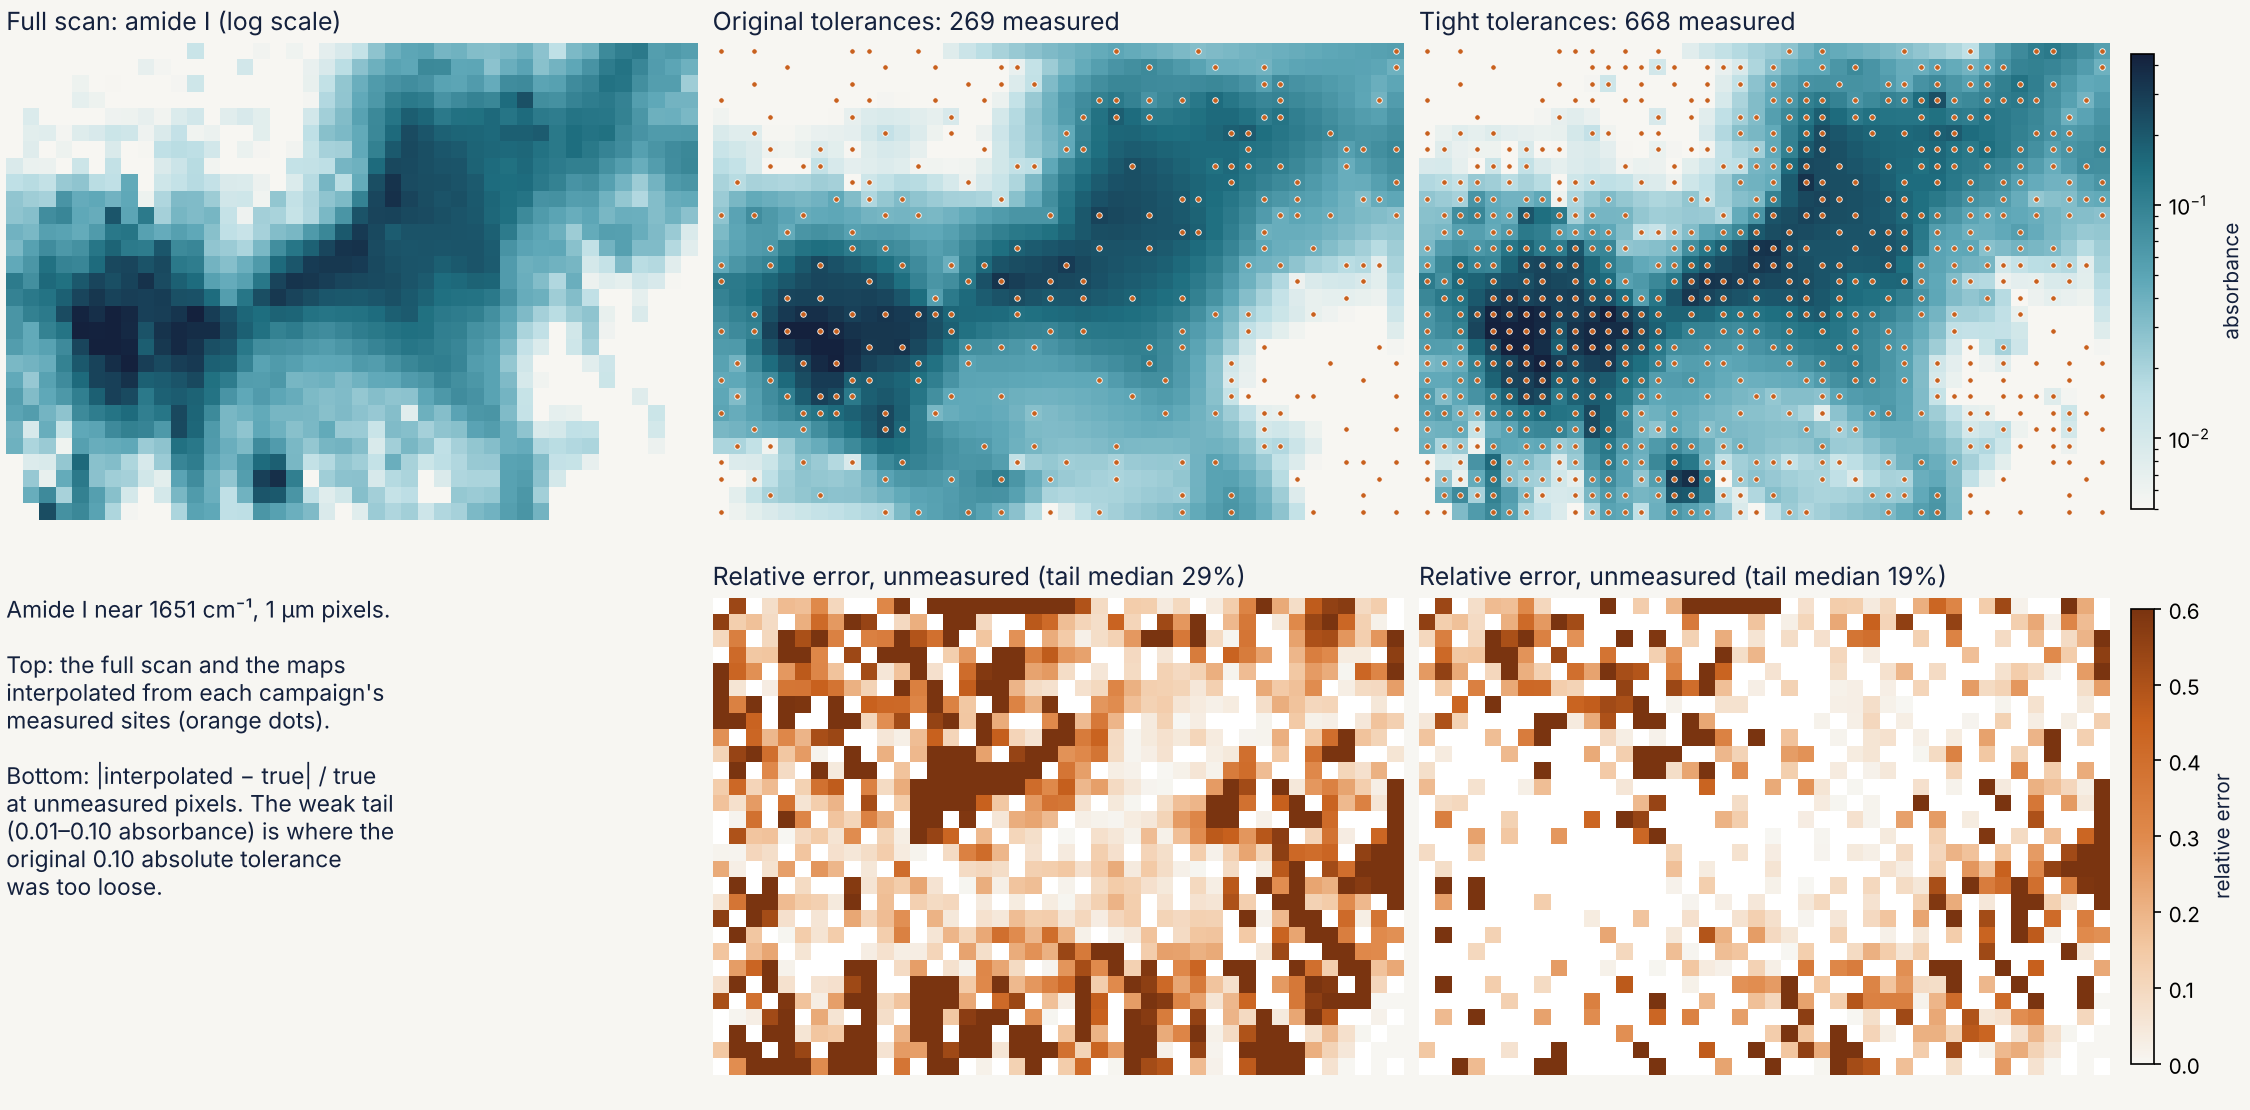 Full scan: amide I (log scale)
Original tolerances: 269 measured
Tight tolerances: 668 measured
10⁻¹
10⁻²
absorbance
Relative error, unmeasured (tail median 29%)
Relative error, unmeasured (tail median 19%)
Amide I near 1651 cm⁻¹, 1 µm pixels.
Top: the full scan and the maps
interpolated from each campaign's
measured sites (orange dots).
Bottom: |interpolated − true| / true
at unmeasured pixels. The weak tail
(0.01–0.10 absorbance) is where the
original 0.10 absolute tolerance
was too loose.
0.6
0.5
0.4
0.3
0.2
0.1
0.0
relative error